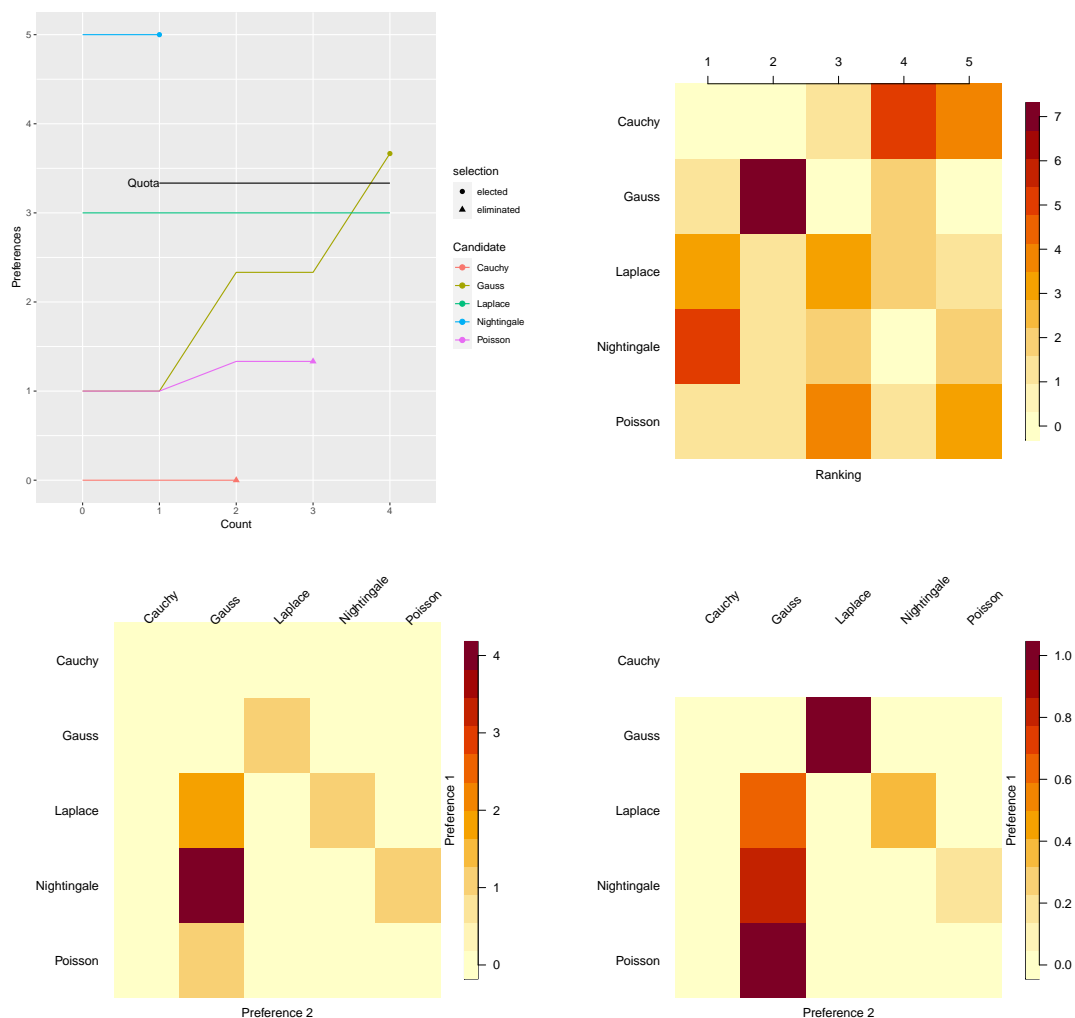 5
4
3
2
1
0
Preferences
Quota
0 1 2 3 4
Count
selection
elected
eliminated
Candidate
Cauchy
Gauss
Laplace
Nightingale
Poisson
1 2 3 4 5
Cauchy
Gauss
Laplace
Nightingale
Poisson
Ranking
7
6
5
4
3
2
1
0
Cauchy Gauss Laplace Nightingale Poisson
Cauchy
Gauss
Laplace
Nightingale
Poisson
Preference 2
Preference 1
4
3
2
1
0
Cauchy Gauss Laplace Nightingale Poisson
Cauchy
Gauss
Laplace
Nightingale
Poisson
Preference 2
Preference 1
1.0
0.8
0.6
0.4
0.2
0.0